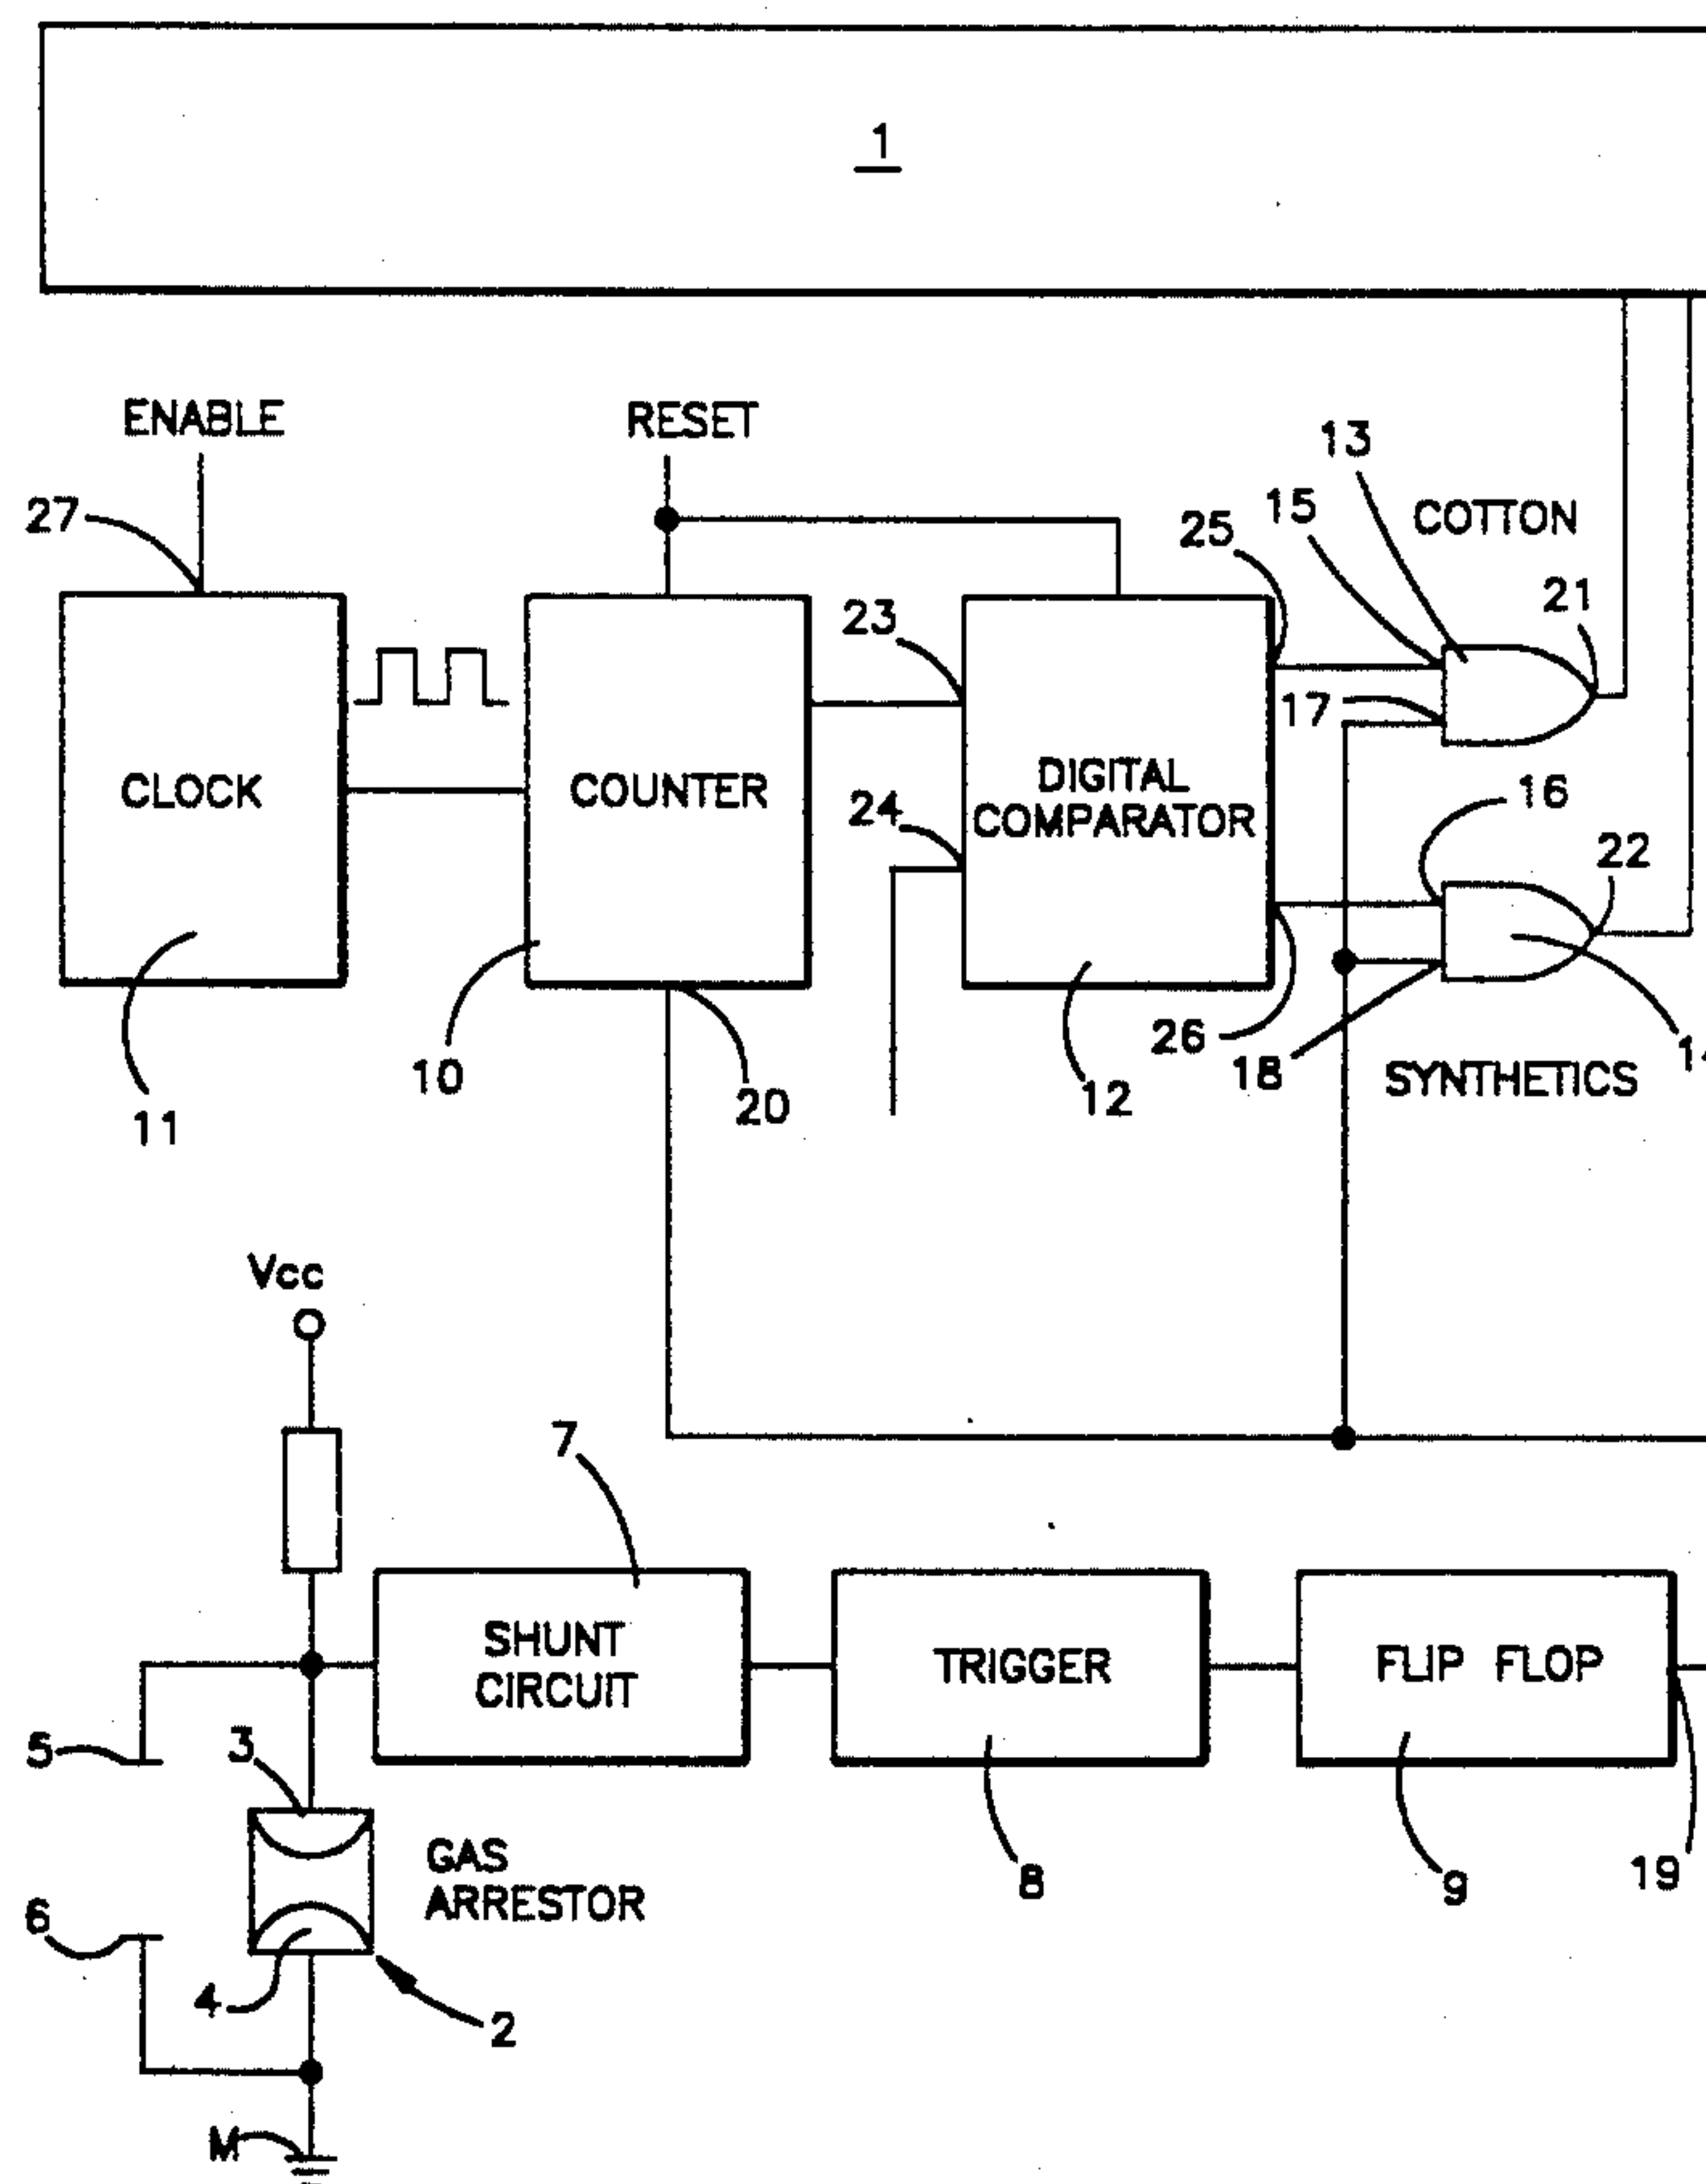 1
ENABLE
RESET
13
COTTON
27
25
15
21
23
17
CLOCK
COUNTER
DIGITAL
COMPARATOR
24
16
22
26
18
11
10
20
12
SYNTHETICS
Vcc
7
SHUNT
CIRCUIT
TRIGGER
FLIP FLOP
5
3
GAS
ARRESTOR
8
9
19
6
4
2
M